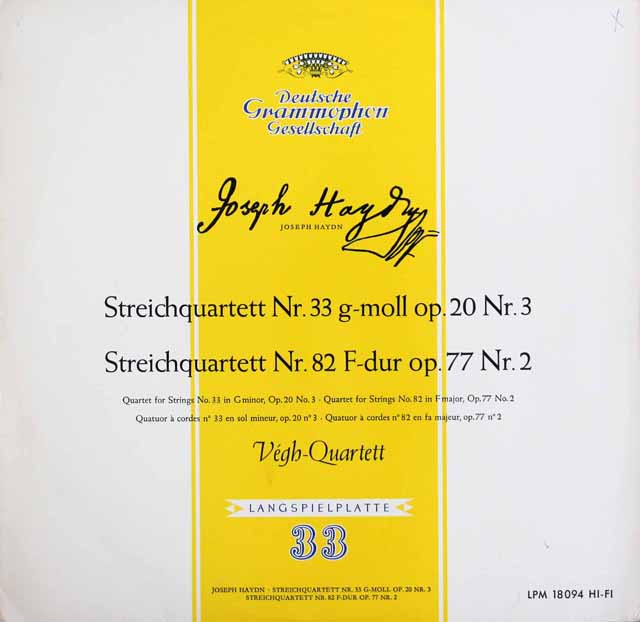 x
Deutsche
Grammophon
Gesellschaft
Joseph Haydn
JOSEPH HAYDN
Streichquartett Nr. 33 g-moll op. 20 Nr. 3
Streichquartett Nr. 82 F-dur op. 77 Nr. 2
Quartet for Strings No. 33 in G minor, Op. 20 No. 3 · Quartet for Strings No. 82 in F major, Op. 77 No. 2
Quatuor à cordes n° 33 en sol mineur, op. 20 n° 3 · Quatuor à cordes n° 82 en fa majeur, op. 77 n° 2
Végh-Quartett
LANGSPIELPLATTE
33
JOSEPH HAYDN · STREICHQUARTETT NR. 33 G-MOLL OP. 20 NR. 3
STREICHQUARTETT NR. 82 F-DUR OP. 77 NR. 2
LPM 18094 HI-FI